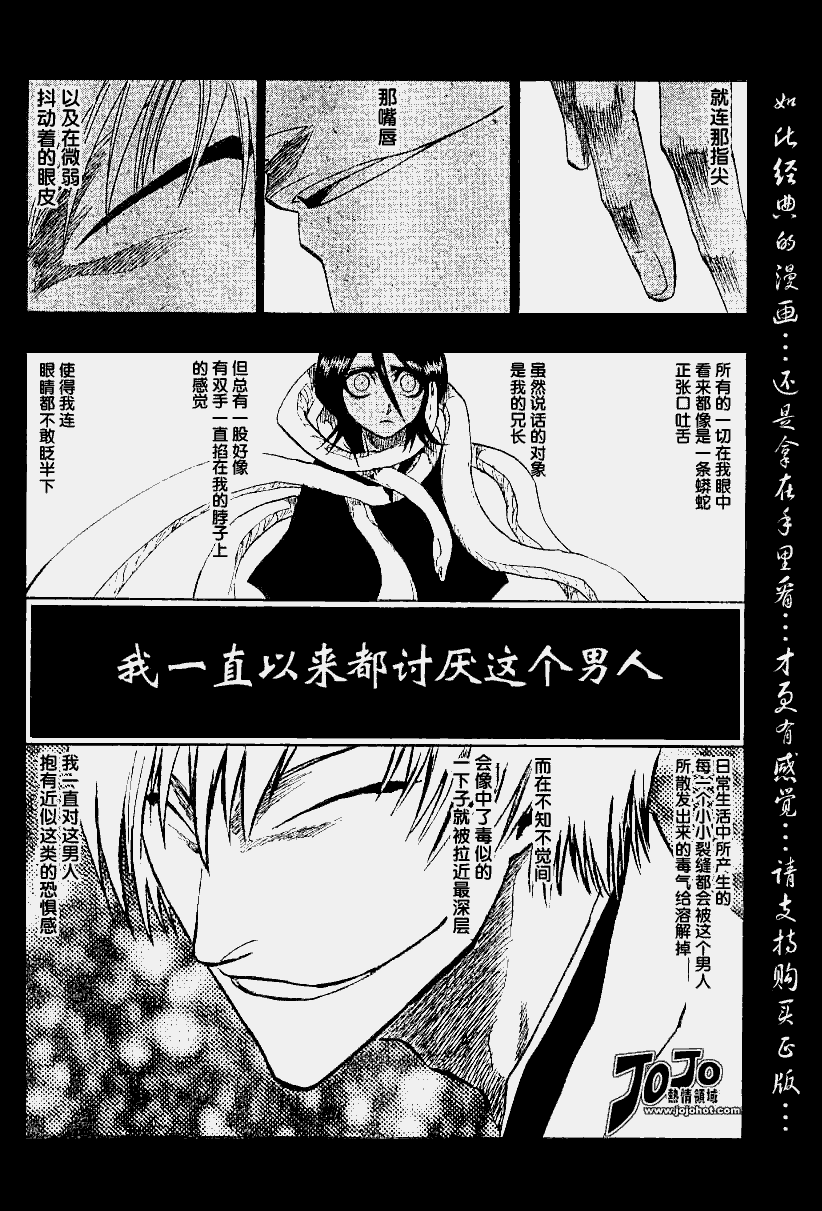 就连那指尖
那嘴唇
以及在微弱
抖动着的眼皮
所有的一切在我眼中
看来都像是一条蟒蛇
正张口吐舌
虽然说话的对象
是我的兄长
但总有一股好像
有双手一直掐在我的脖子上
的感觉
使得我连
眼睛都不敢眨半下
我一直以来都讨厌这个男人
日常生活中所产生的
每一个小小裂缝都会被这个男人
所散发出来的毒气给溶解掉——
而在不知不觉间
会像中了毒似的
一下子就被拉近最深层
我一直对这男人
抱有近似这类的恐惧感
JOJO
熱情領域
www.jojohot.com
如此经典的漫画…还是拿在手里看…才更有感觉…请支持购买正版…